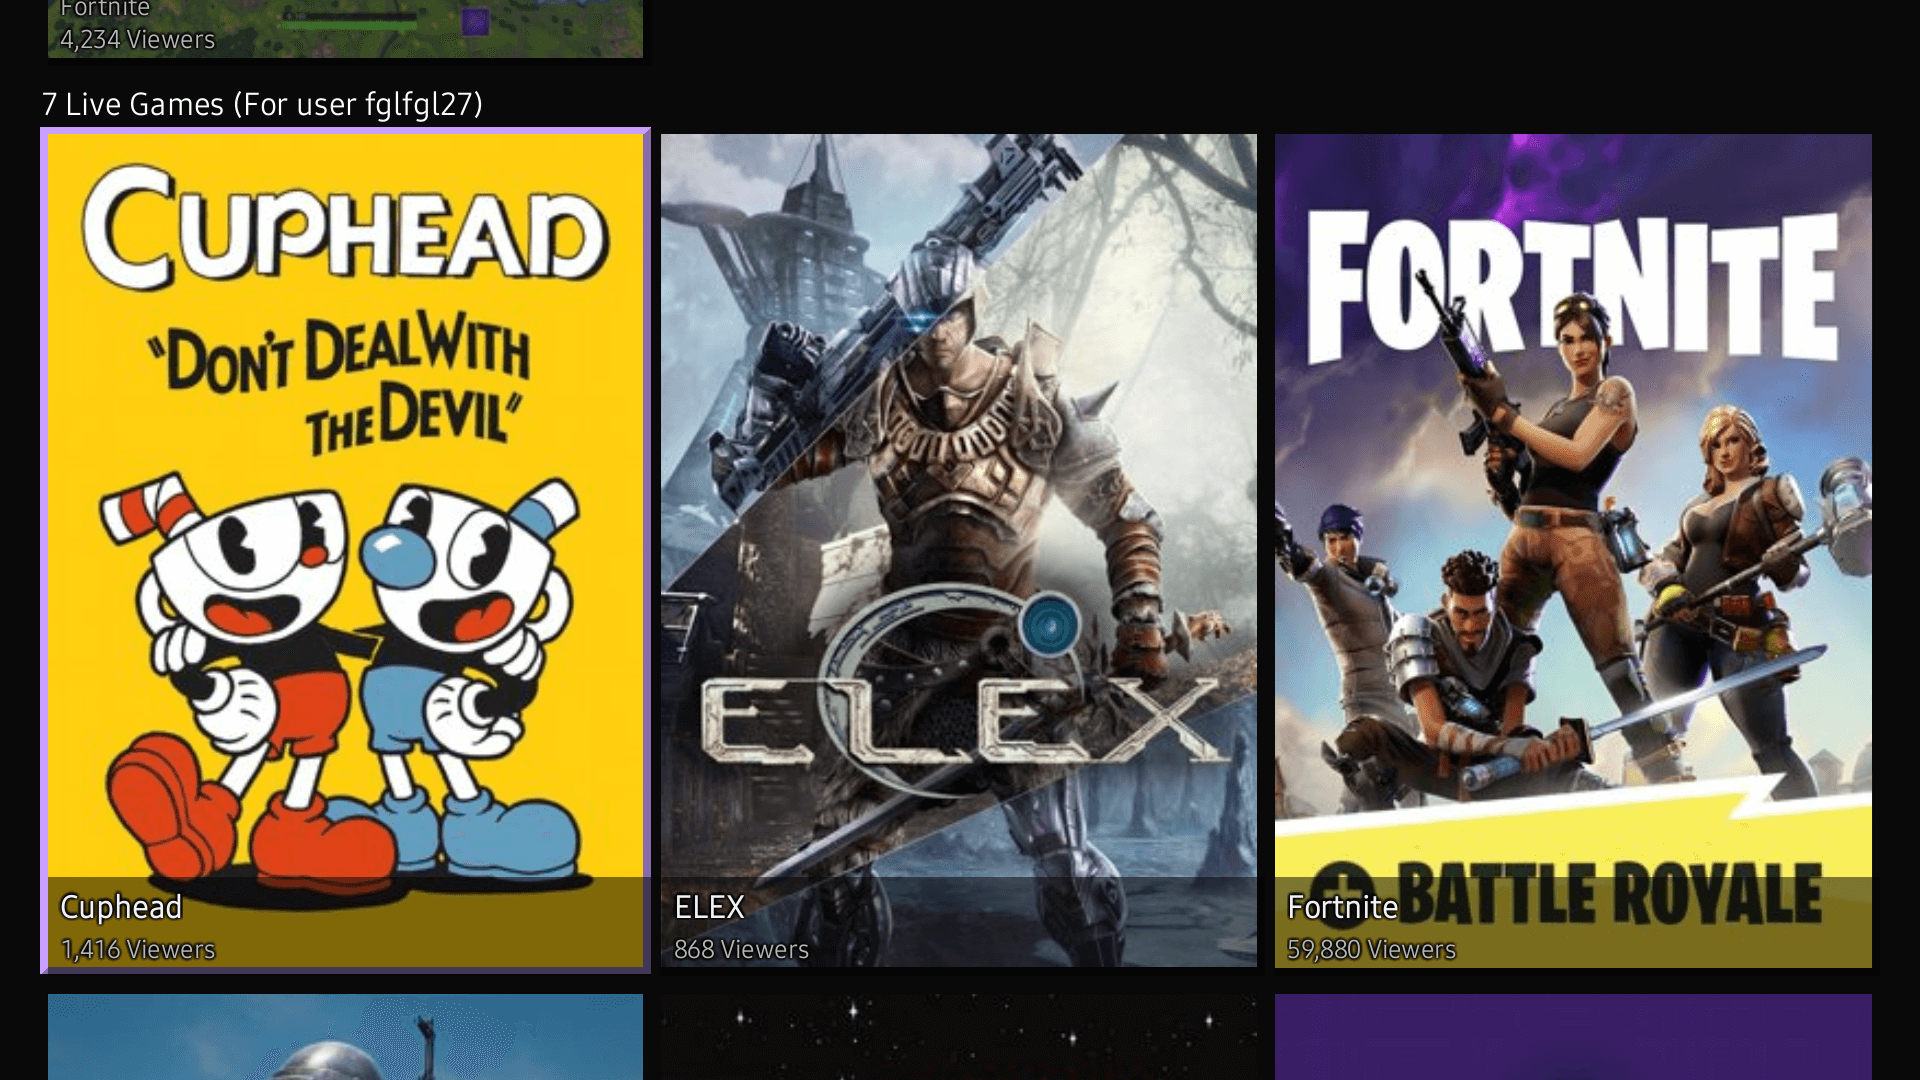 Fortnite
4,234 Viewers
7 Live Games (For user fglfgl27)
CUPHEAD
"DON'T DEAL WITH
THE DEVIL"
Cuphead
1,416 Viewers
ELEX
ELEX
868 Viewers
FORTNITE
BATTLE ROYALE
Fortnite
59,880 Viewers